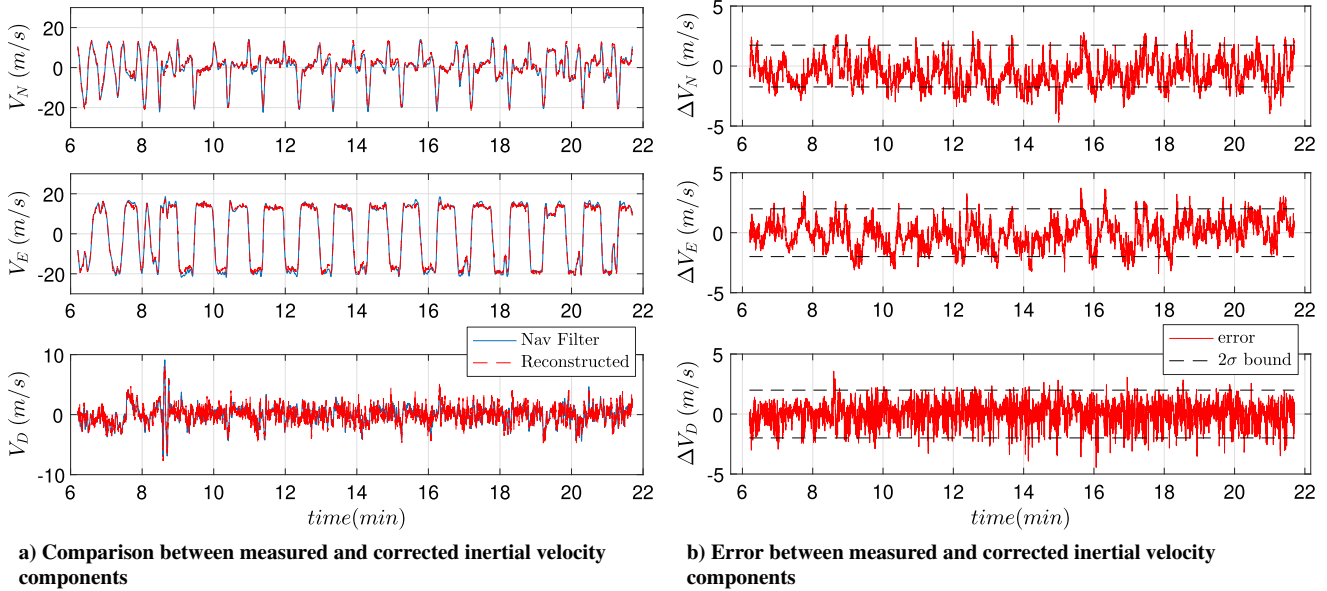 20
0
-20
V_N (m/s)
6 8 10 12 14 16 18 20 22
20
0
-20
V_E (m/s)
6 8 10 12 14 16 18 20 22
Nav Filter
Reconstructed
10
0
-10
V_D (m/s)
6 8 10 12 14 16 18 20 22
time(min)
a) Comparison between measured and corrected inertial velocity
components
5
0
-5
ΔV_N (m/s)
6 8 10 12 14 16 18 20 22
5
0
-5
ΔV_E (m/s)
6 8 10 12 14 16 18 20 22
error
2σ bound
5
0
-5
ΔV_D (m/s)
6 8 10 12 14 16 18 20 22
time(min)
b) Error between measured and corrected inertial velocity
components